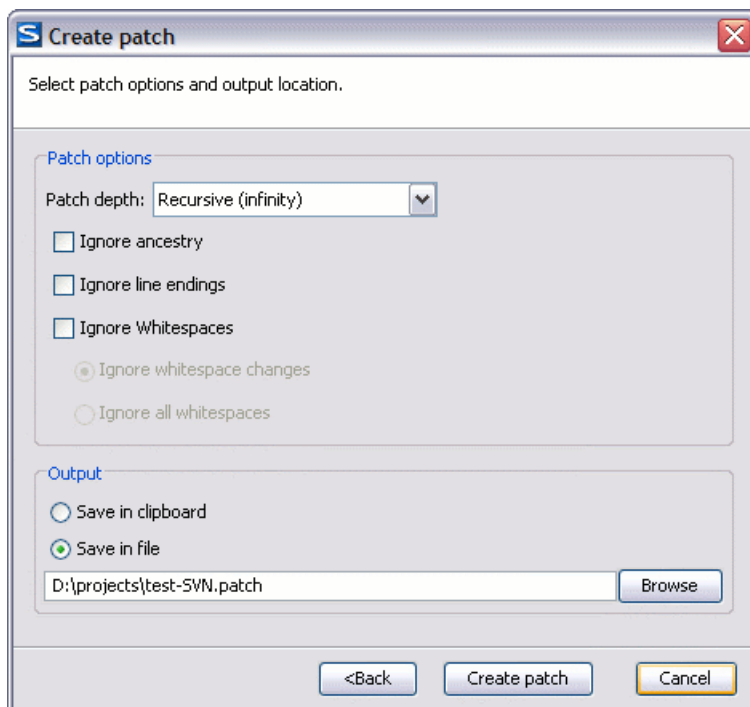 S Create patch
Select patch options and output location.
Patch options
Patch depth: Recursive (infinity)
Ignore ancestry
Ignore line endings
Ignore Whitespaces
Ignore whitespace changes
Ignore all whitespaces
Output
Save in clipboard
Save in file
D:\projects\test-SVN.patch Browse
<Back Create patch Cancel